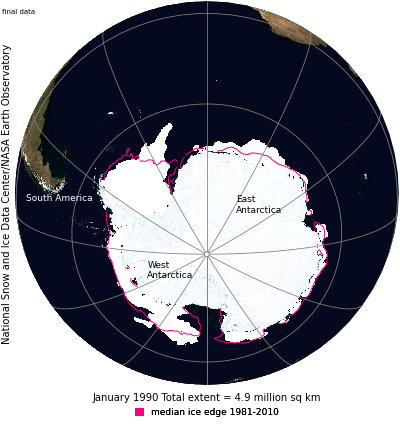 final data
National Snow and Ice Data Center/NASA Earth Observatory
South America
East
Antarctica
West
Antarctica
January 1990 Total extent = 4.9 million sq km
median ice edge 1981-2010